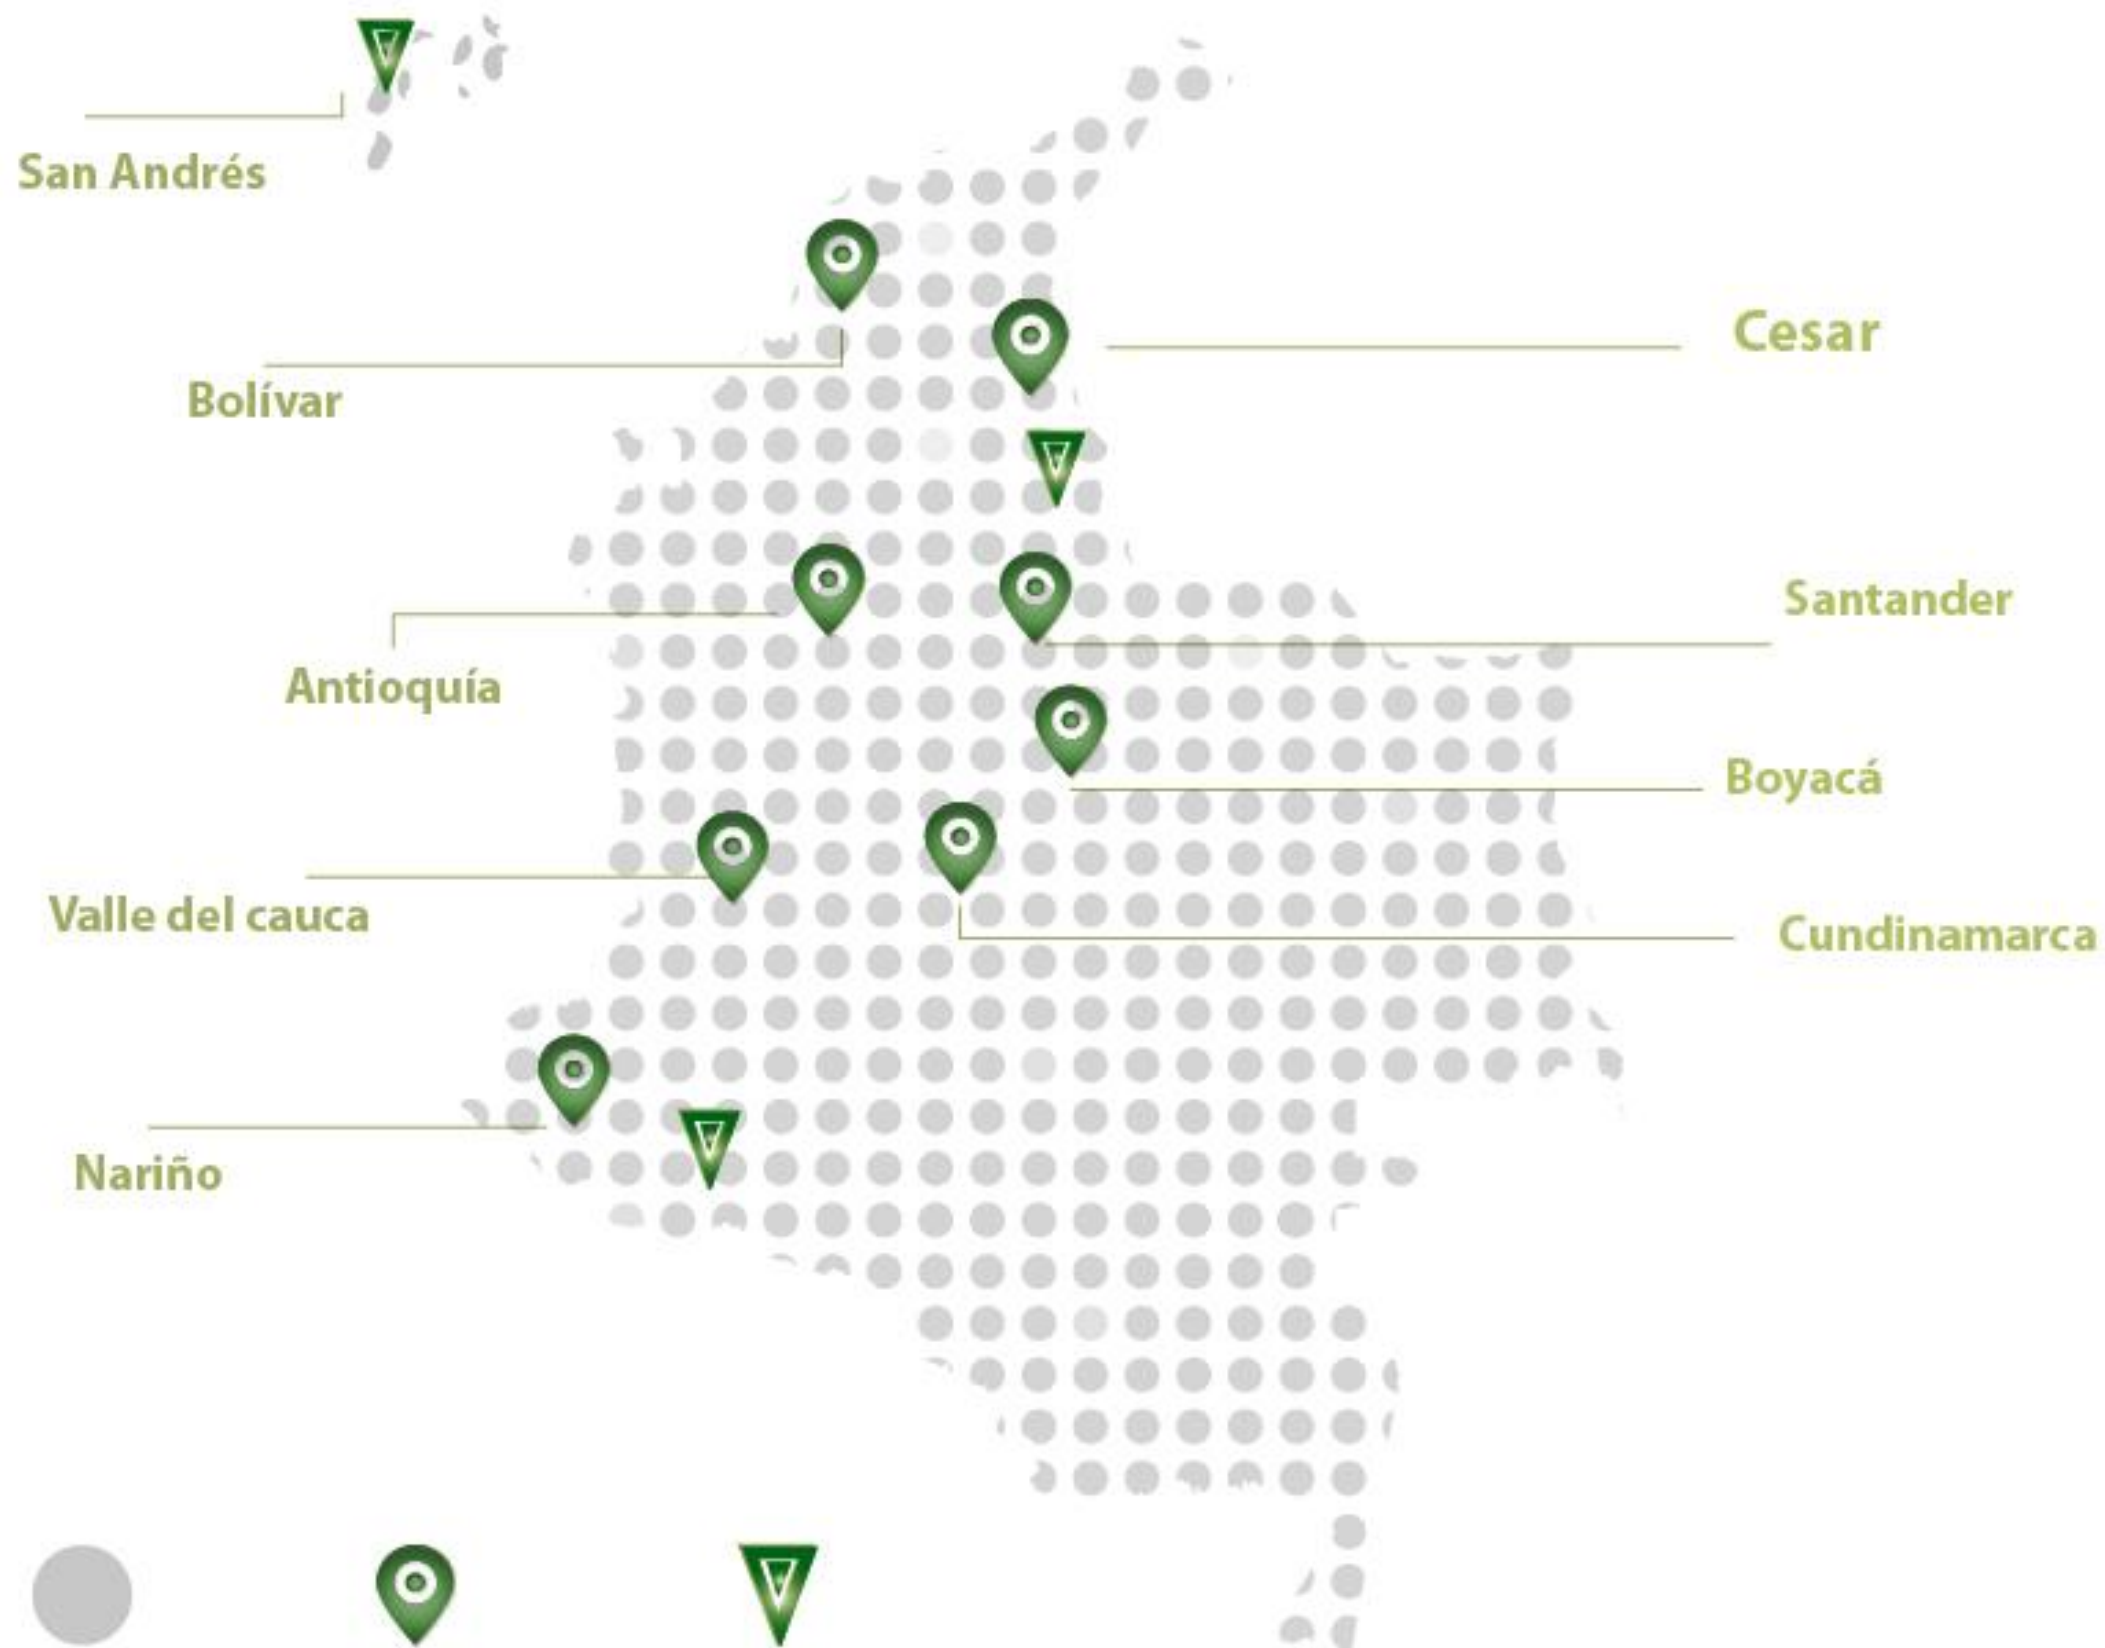 San Andrés
Cesar
Bolívar
Santander
Antioquía
Boyacá
Valle del cauca
Cundinamarca
Nariño